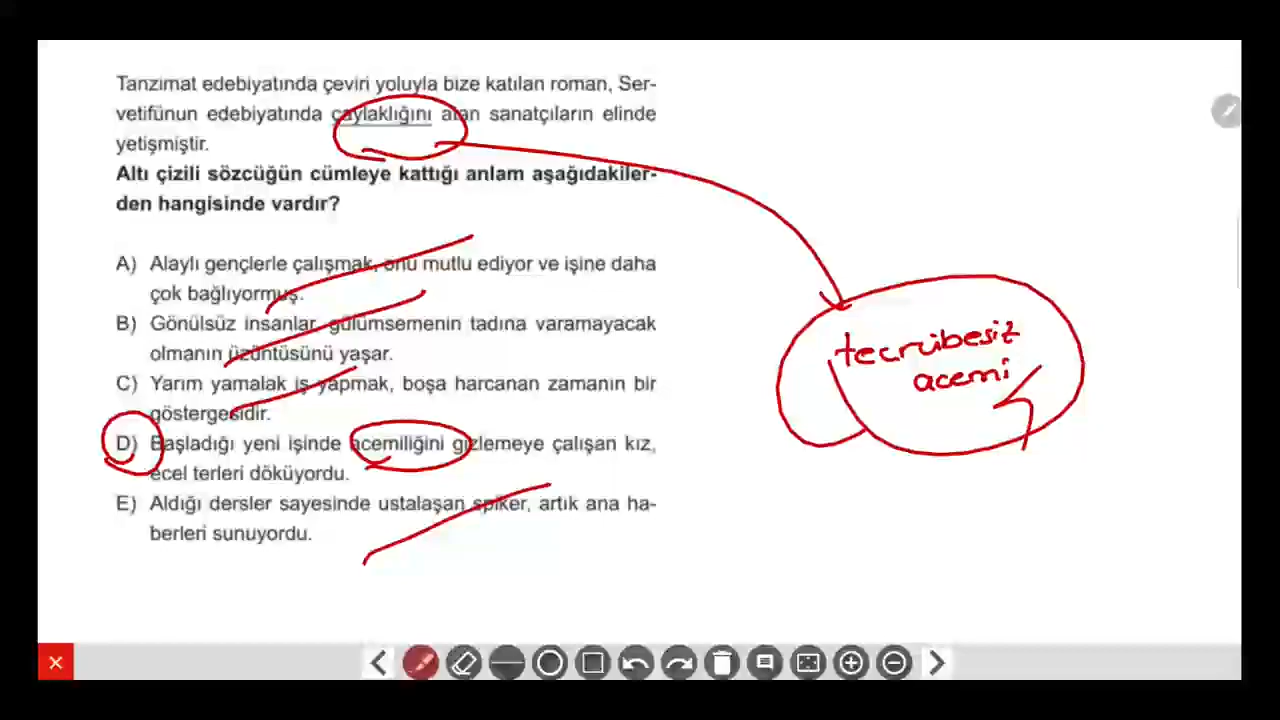 Tanzimat edebiyatında çeviri yoluyla bize katılan roman, Ser-
vetifünun edebiyatında çaylaklığını atan sanatçıların elinde
yetişmiştir.
Altı çizili sözcüğün cümleye kattığı anlam aşağıdakiler-
den hangisinde vardır?
A) Alaylı gençlerle çalışmak, onu mutlu ediyor ve işine daha
çok bağlıyormuş.
B) Gönülsüz insanlar, gülümsemenin tadına varamayacak
olmanın üzüntüsünü yaşar.
tecrübesiz
acemi
C) Yarım yamalak iş yapmak, boşa harcanan zamanın bir
göstergesidir.
D) Başladığı yeni işinde acemiliğini gizlemeye çalışan kız,
ecel terleri döküyordu.
E) Aldığı dersler sayesinde ustalaşan spiker, artık ana ha-
berleri sunuyordu.